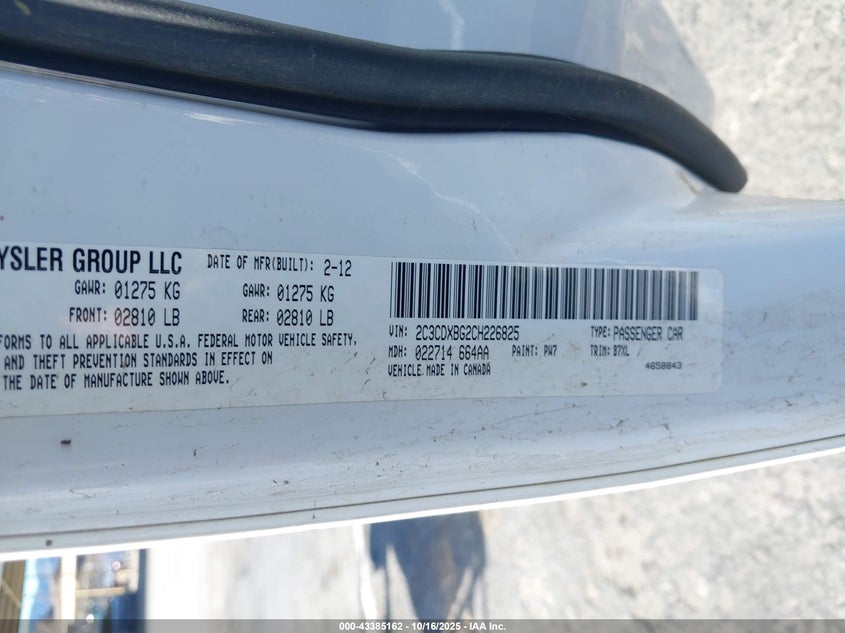 YSLER GROUP LLC DATE OF MFR(BUILT): 2-12
GAWR: 01275 KG GAWR: 01275 KG
FRONT: 02810 LB REAR: 02810 LB
FORMS TO ALL APPLICABLE U.S.A. FEDERAL MOTOR VEHICLE SAFETY,
AND THEFT PREVENTION STANDARDS IN EFFECT ON
THE DATE OF MANUFACTURE SHOWN ABOVE.
VIN: 2C3CDXBG2CH226825 TYPE: PASSENGER CAR
MDH: 022714 664AA PAINT: PW7 TRIM: B7XL
VEHICLE MADE IN CANADA 4658843
000-43385162 - 10/16/2025 - IAA Inc.